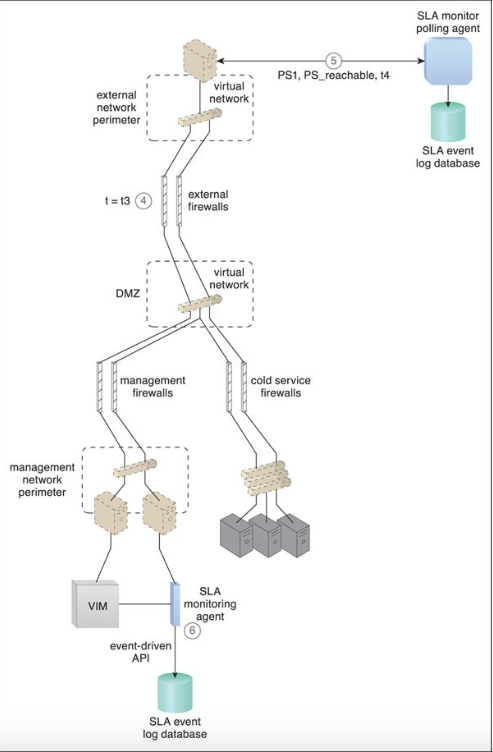 SLA monitor
polling agent
5
PS1, PS_reachable, t4
SLA event
log database
external
network
perimeter
virtual
network
t = t3
4
external
firewalls
DMZ
virtual
network
management
firewalls
cold service
firewalls
management
network
perimeter
VIM
SLA
monitoring
agent
6
event-driven
API
SLA event
log database